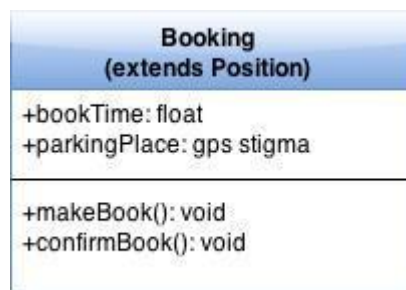 Booking
(extends Position)
+bookTime: float
+parkingPlace: gps stigma
+makeBook(): void
+confirmBook(): void